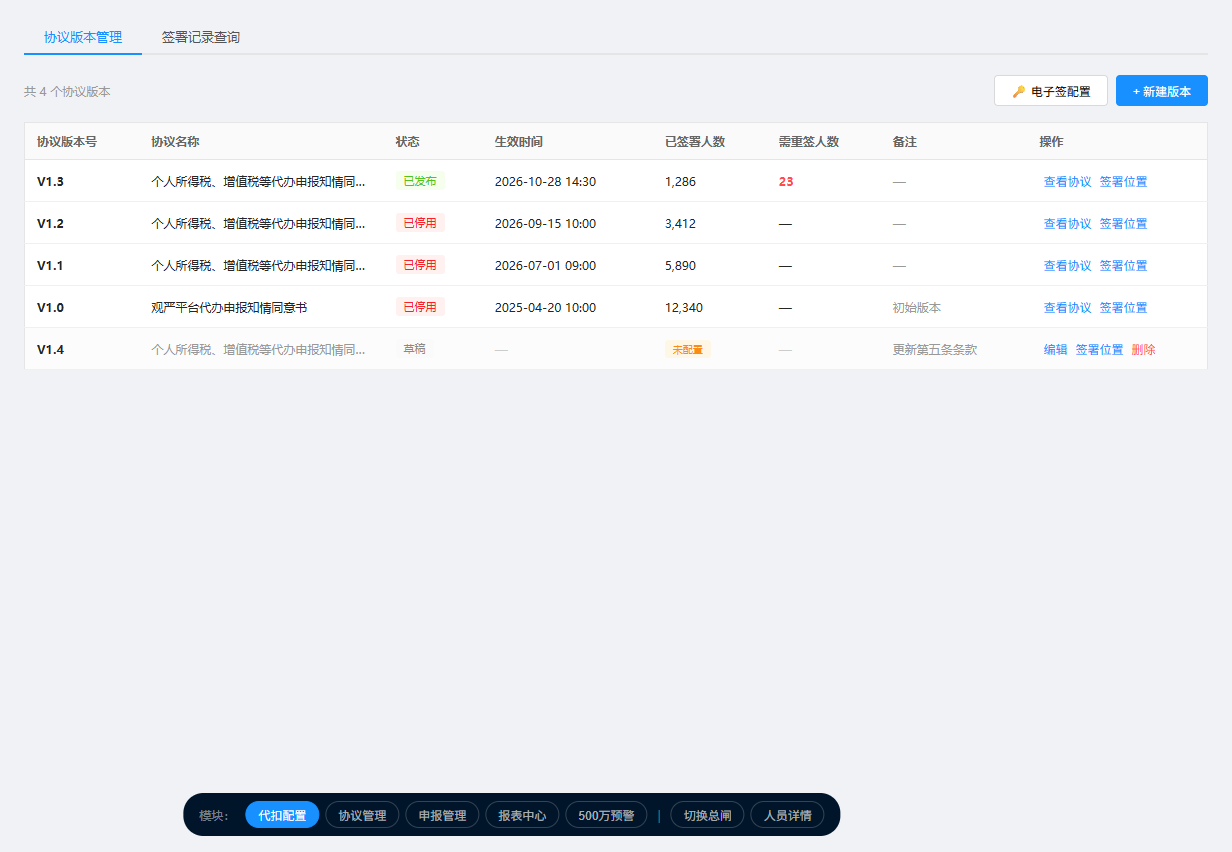 协议版本管理 签署记录查询
共 4 个协议版本 🔑 电子签配置 + 新建版本
协议版本号 协议名称 状态 生效时间 已签署人数 需重签人数 备注 操作
V1.3 个人所得税、增值税等代办申报知情同... 已发布 2026-10-28 14:30 1,286 23 — 查看协议 签署位置
V1.2 个人所得税、增值税等代办申报知情同... 已停用 2026-09-15 10:00 3,412 — — 查看协议 签署位置
V1.1 个人所得税、增值税等代办申报知情同... 已停用 2026-07-01 09:00 5,890 — — 查看协议 签署位置
V1.0 观严平台代办申报知情同意书 已停用 2025-04-20 10:00 12,340 — 初始版本 查看协议 签署位置
V1.4 个人所得税、增值税等代办申报知情同... 草稿 — 未配置 — 更新第五条条款 编辑 签署位置 删除
模块: 代扣配置 协议管理 申报管理 报表中心 500万预警 | 切换总闸 人员详情